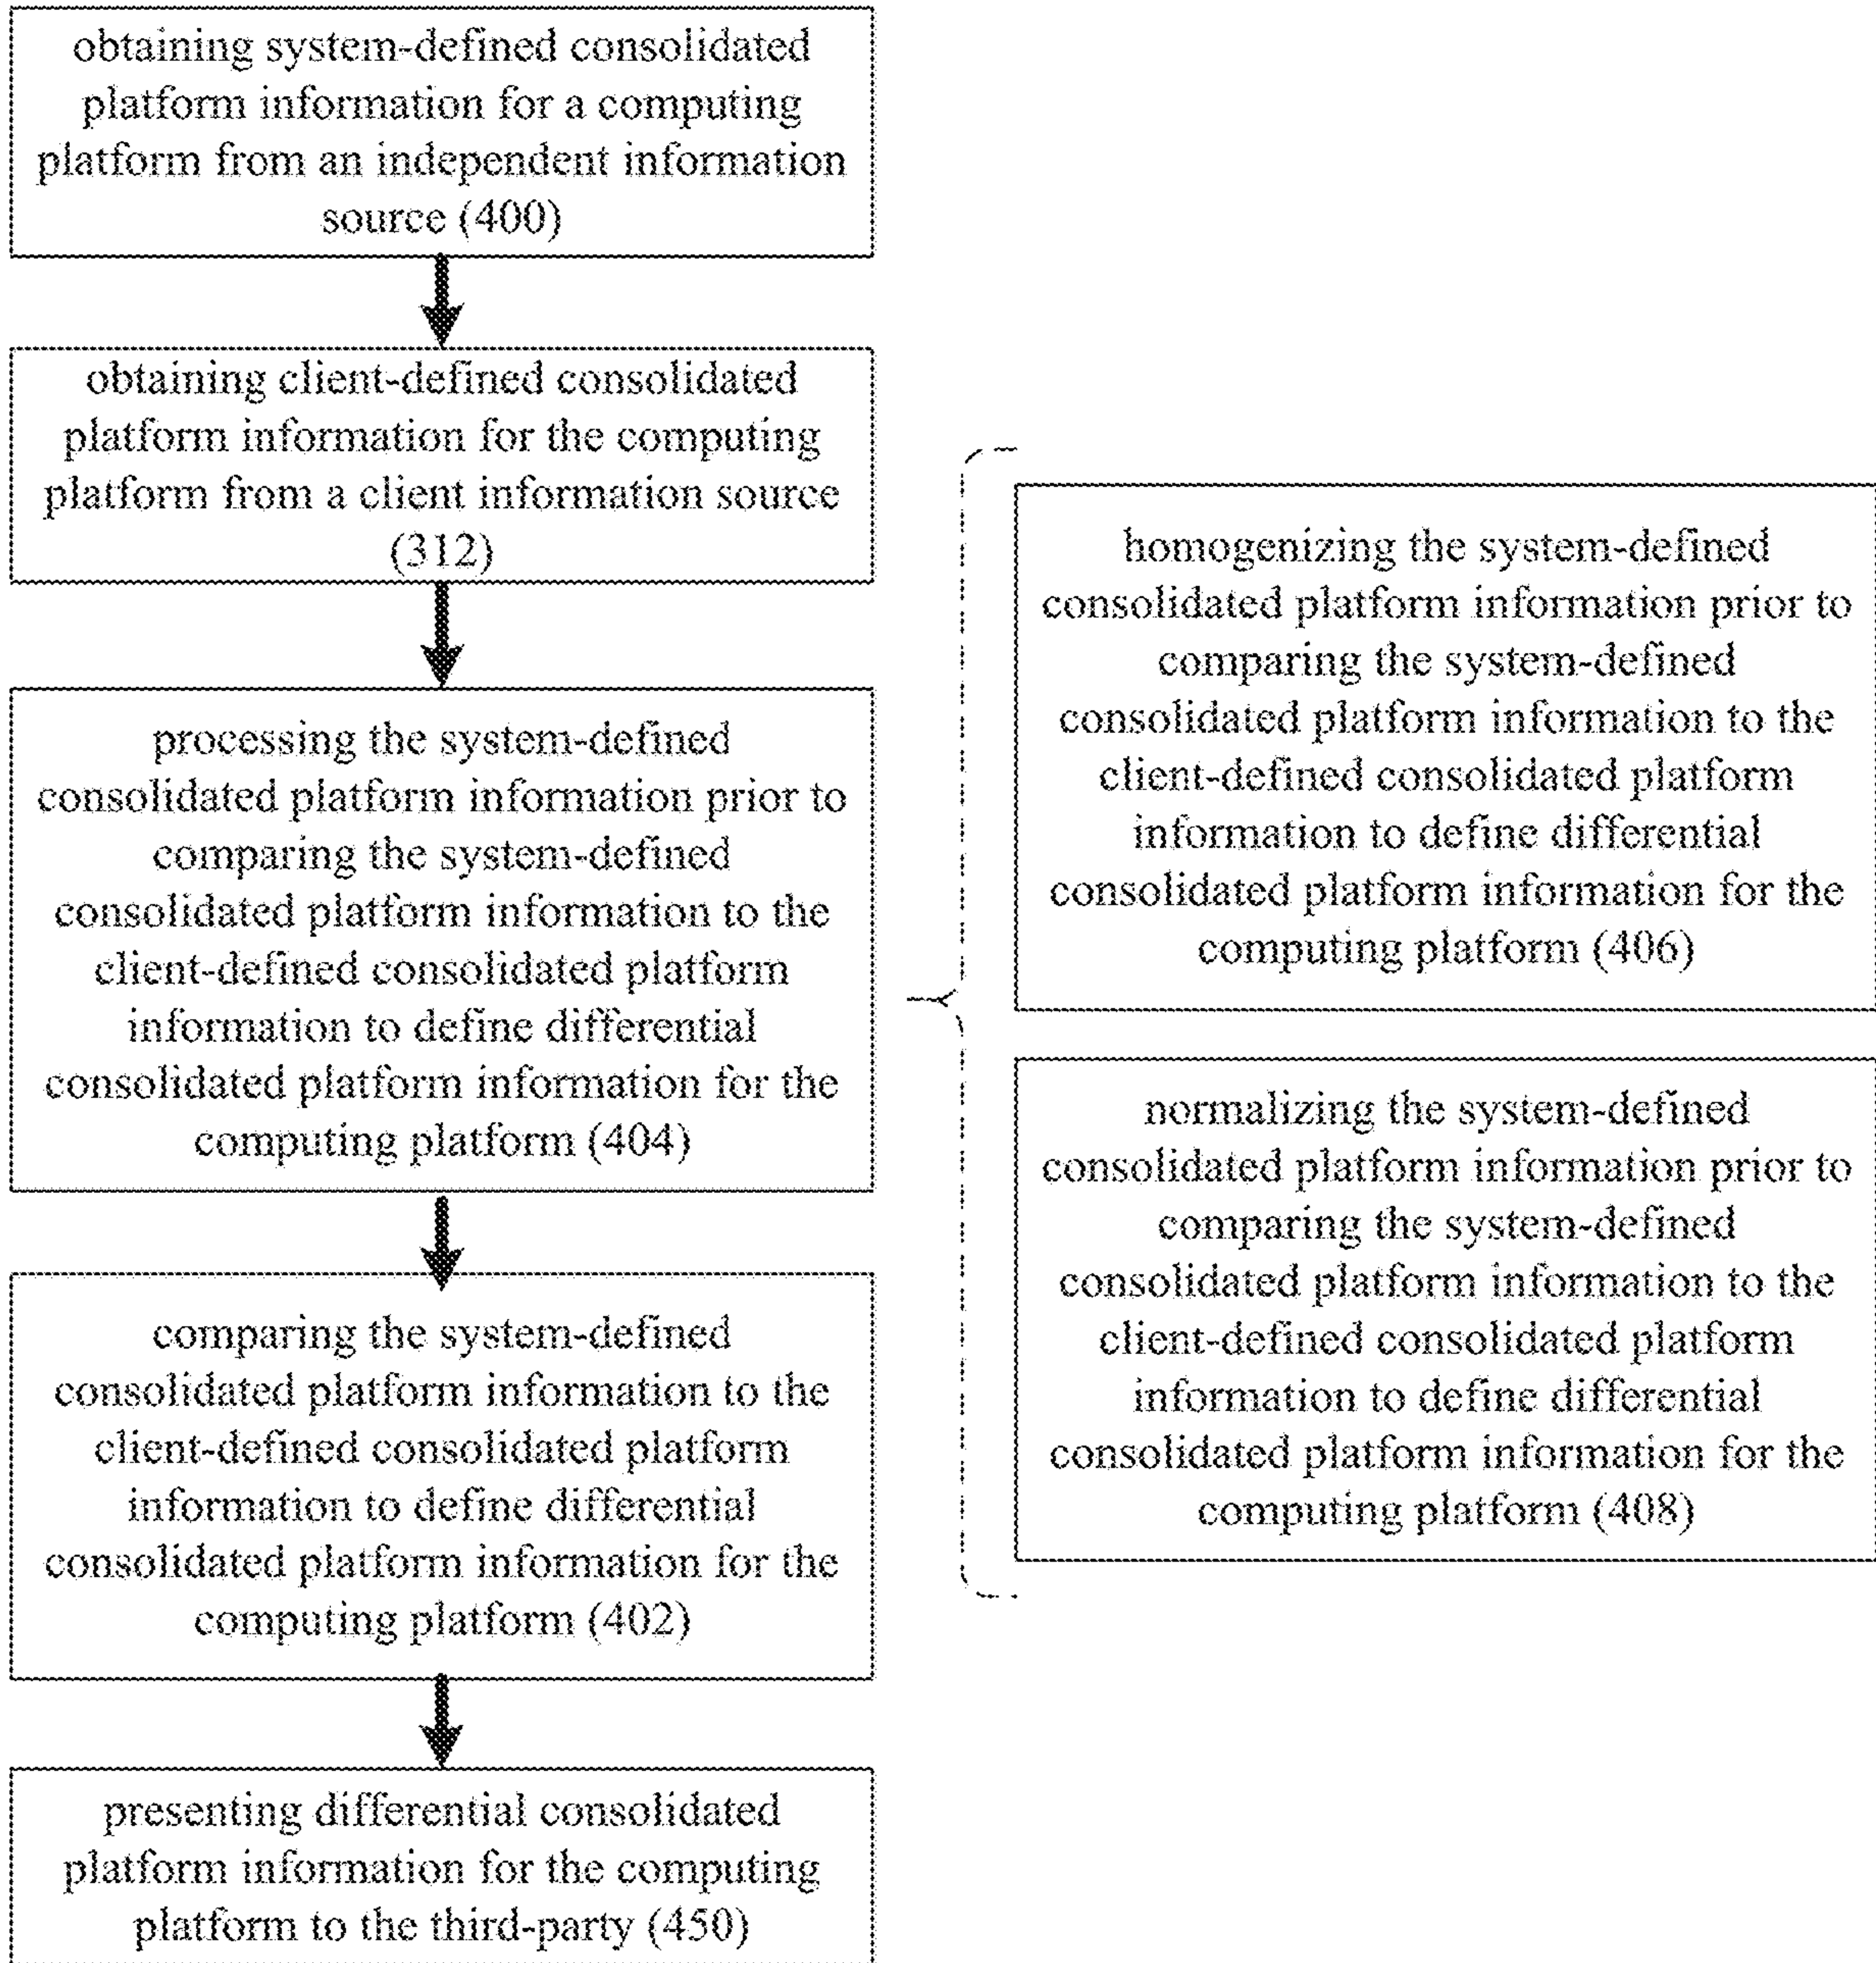 obtaining system-defined consolidated
platform information for a computing
platform from an independent information
source (400)
obtaining client-defined consolidated
platform information for the computing
platform from a client information source
(312)
processing the system-defined
consolidated platform information prior to
comparing the system-defined
consolidated platform information to the
client-defined consolidated platform
information to define differential
consolidated platform information for the
computing platform (404)
homogenizing the system-defined
consolidated platform information prior to
comparing the system-defined
consolidated platform information to the
client-defined consolidated platform
information to define differential
consolidated platform information for the
computing platform (406)
normalizing the system-defined
consolidated platform information prior to
comparing the system-defined
consolidated platform information to the
client-defined consolidated platform
information to define differential
consolidated platform information for the
computing platform (408)
comparing the system-defined
consolidated platform information to the
client-defined consolidated platform
information to define differential
consolidated platform information for the
computing platform (402)
presenting differential consolidated
platform information for the computing
platform to the third-party (450)